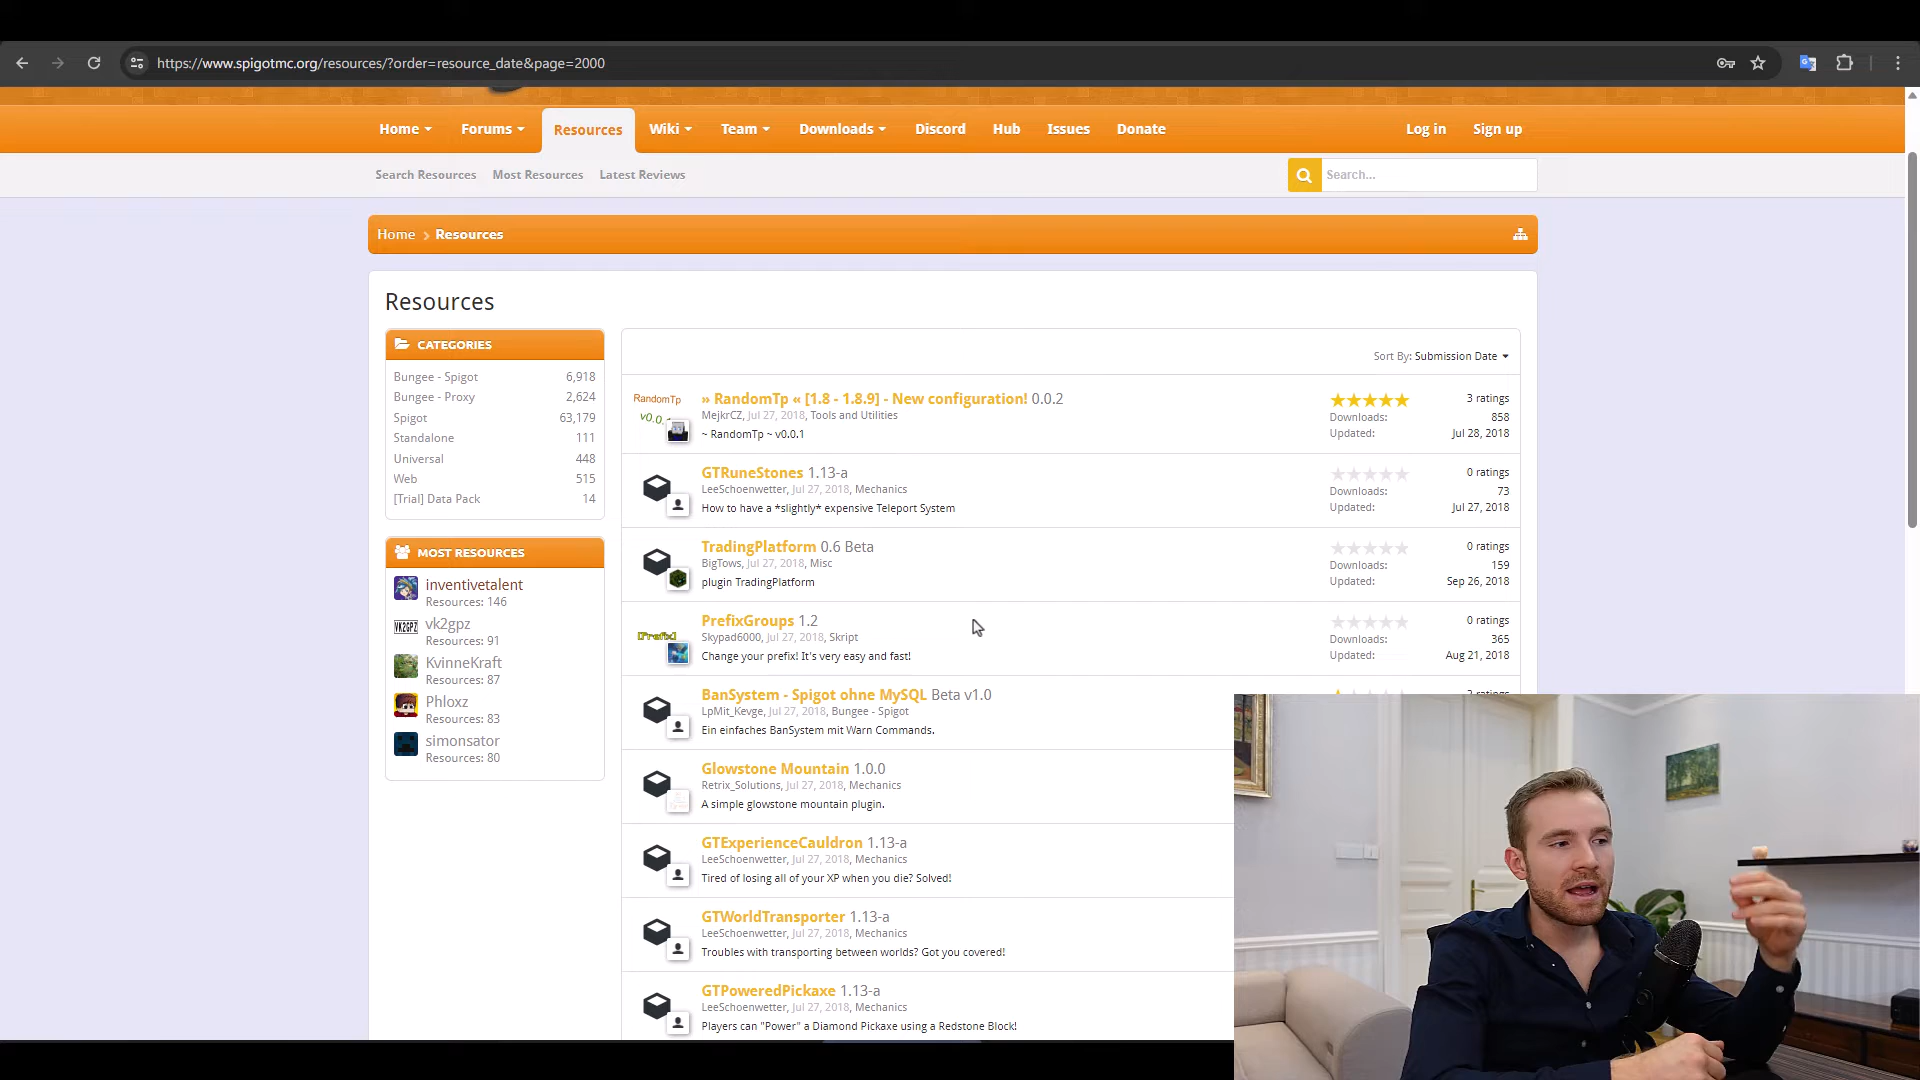 https://www.spigotmc.org/resources/?order=resource_date&page=2000
Home Forums Resources Wiki Team Downloads Discord Hub Issues Donate Log in Sign up
Search Resources Most Resources Latest Reviews Search...
Home Resources
Resources
CATEGORIES
Bungee - Spigot 6,918
Bungee - Proxy 2,624
Spigot 63,179
Standalone 111
Universal 448
Web 515
[Trial] Data Pack 14
MOST RESOURCES
inventivetalent
Resources: 146
vk2gpz
Resources: 91
KvinneKraft
Resources: 87
Phloxz
Resources: 83
simonsator
Resources: 80
Sort By: Submission Date
RandomTp
v0.0.
» RandomTp « [1.8 - 1.8.9] - New configuration! 0.0.2
MejkrCZ, Jul 27, 2018, Tools and Utilities
~ RandomTp ~ v0.0.1
3 ratings
Downloads: 858
Updated: Jul 28, 2018
GTRuneStones 1.13-a
LeeSchoenwetter, Jul 27, 2018, Mechanics
How to have a *slightly* expensive Teleport System
0 ratings
Downloads: 73
Updated: Jul 27, 2018
TradingPlatform 0.6 Beta
BigTows, Jul 27, 2018, Misc
plugin TradingPlatform
0 ratings
Downloads: 159
Updated: Sep 26, 2018
[Prefix]
PrefixGroups 1.2
Skypad6000, Jul 27, 2018, Skript
Change your prefix! It's very easy and fast!
0 ratings
Downloads: 365
Updated: Aug 21, 2018
BanSystem - Spigot ohne MySQL Beta v1.0
LpMit_Kevge, Jul 27, 2018, Bungee - Spigot
Ein einfaches BanSystem mit Warn Commands.
Glowstone Mountain 1.0.0
Retrix_Solutions, Jul 27, 2018, Mechanics
A simple glowstone mountain plugin.
GTExperienceCauldron 1.13-a
LeeSchoenwetter, Jul 27, 2018, Mechanics
Tired of losing all of your XP when you die? Solved!
GTWorldTransporter 1.13-a
LeeSchoenwetter, Jul 27, 2018, Mechanics
Troubles with transporting between worlds? Got you covered!
GTPoweredPickaxe 1.13-a
LeeSchoenwetter, Jul 27, 2018, Mechanics
Players can "Power" a Diamond Pickaxe using a Redstone Block!